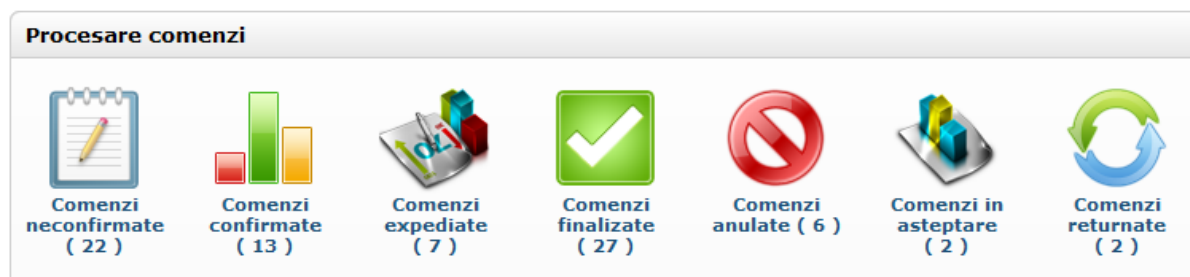 Procesare comenzi
Comenzi
neconfirmate
( 22 )
Comenzi
confirmate
( 13 )
Comenzi
expediate
( 7 )
Comenzi
finalizate
( 27 )
Comenzi
anulate ( 6 )
Comenzi in
asteptare
( 2 )
Comenzi
returnate
( 2 )